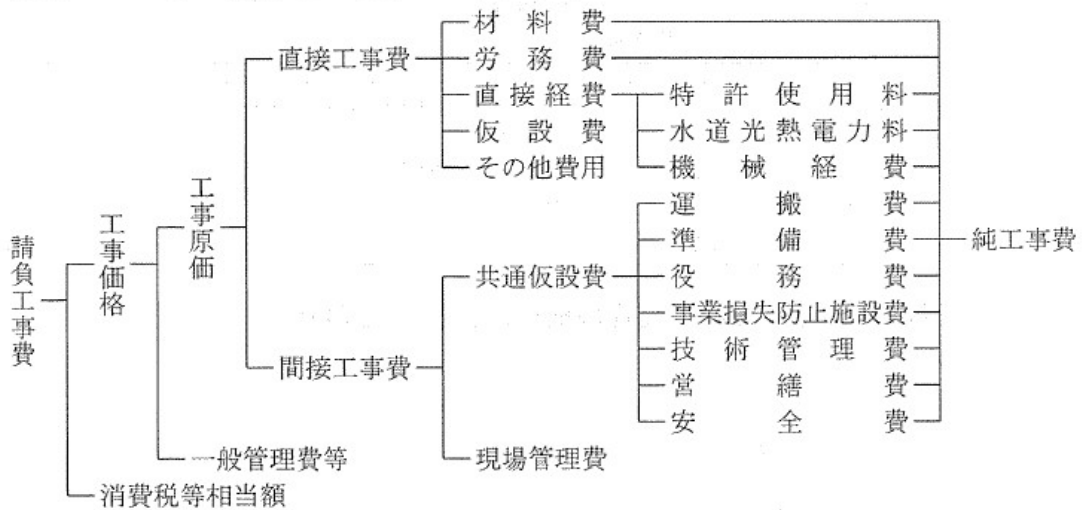 材料費
直接工事費
労務費
直接経費
特許使用料
仮設費
水道光熱電力料
その他費用
機械経費
工事原価
運搬費
工事価格
準備費
純工事費
請負工事費
共通仮設費
役務費
事業損失防止施設費
間接工事費
技術管理費
営繕費
安全費
一般管理費等
現場管理費
消費税等相当額